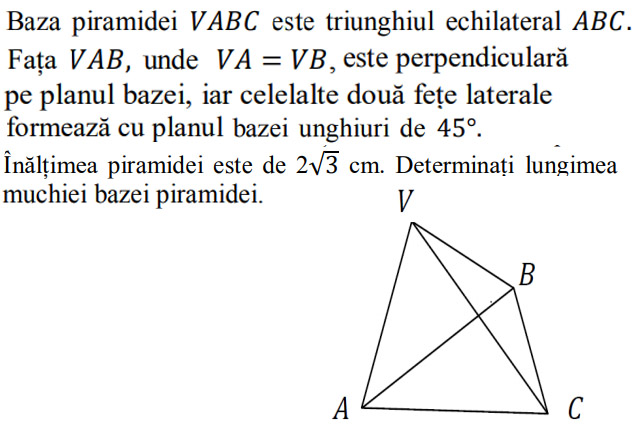 Baza piramidei VABC este triunghiul echilateral ABC.
Fața VAB, unde VA = VB, este perpendiculară
pe planul bazei, iar celelalte două fețe laterale
formează cu planul bazei unghiuri de 45°.
Înălțimea piramidei este de 2√3 cm. Determinați lungimea
muchiei bazei piramidei.
V
B
A
C